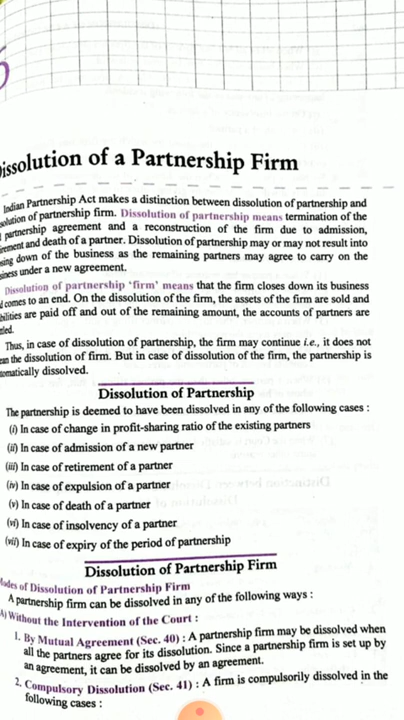 issolution of a Partnership Firm
Indian Partnership Act makes a distinction between dissolution of partnership and
solution of partnership firm. Dissolution of partnership means termination of the
partnership agreement and a reconstruction of the firm due to admission,
irement and death of a partner. Dissolution of partnership may or may not result into
sing down of the business as the remaining partners may agree to carry on the
siness under a new agreement.
Dissolution of partnership 'firm' means that the firm closes down its business
d comes to an end. On the dissolution of the firm, the assets of the firm are sold and
bilities are paid off and out of the remaining amount, the accounts of partners are
tled.
Thus, in case of dissolution of partnership, the firm may continue i.e., it does not
ean the dissolution of firm. But in case of dissolution of the firm, the partnership is
tomatically dissolved.
Dissolution of Partnership
The partnership is deemed to have been dissolved in any of the following cases :
(i) In case of change in profit-sharing ratio of the existing partners
(ii) In case of admission of a new partner
(iii) In case of retirement of a partner
(iv) In case of expulsion of a partner
(v) In case of death of a partner
(vi) In case of insolvency of a partner
(vii) In case of expiry of the period of partnership
Dissolution of Partnership Firm
odes of Dissolution of Partnership Firm
A partnership firm can be dissolved in any of the following ways :
A) Without the Intervention of the Court :
1. By Mutual Agreement (Sec. 40) : A partnership firm may be dissolved when
all the partners agree for its dissolution. Since a partnership firm is set up by
an agreement, it can be dissolved by an agreement.
2. Compulsory Dissolution (Sec. 41) : A firm is compulsorily dissolved in the
following cases :